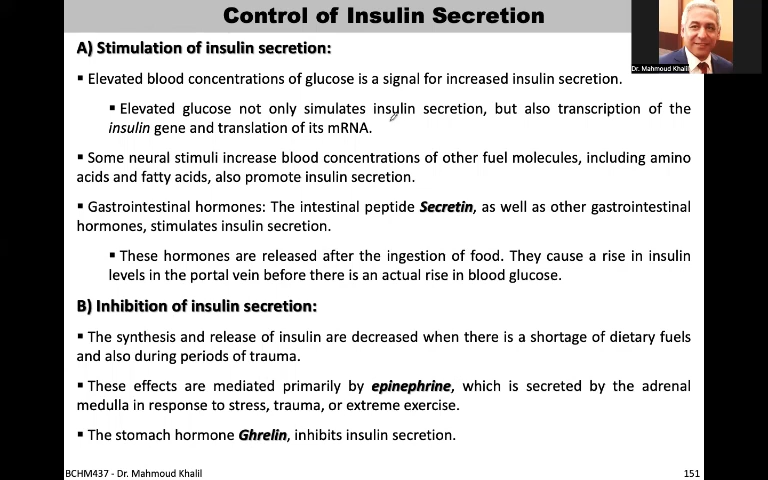 Control of Insulin Secretion
Dr. Mahmoud Khalil
A) Stimulation of insulin secretion:
▪ Elevated blood concentrations of glucose is a signal for increased insulin secretion.
▪ Elevated glucose not only simulates insulin secretion, but also transcription of the
insulin gene and translation of its mRNA.
▪ Some neural stimuli increase blood concentrations of other fuel molecules, including amino
acids and fatty acids, also promote insulin secretion.
▪ Gastrointestinal hormones: The intestinal peptide Secretin, as well as other gastrointestinal
hormones, stimulates insulin secretion.
▪ These hormones are released after the ingestion of food. They cause a rise in insulin
levels in the portal vein before there is an actual rise in blood glucose.
B) Inhibition of insulin secretion:
▪ The synthesis and release of insulin are decreased when there is a shortage of dietary fuels
and also during periods of trauma.
▪ These effects are mediated primarily by epinephrine, which is secreted by the adrenal
medulla in response to stress, trauma, or extreme exercise.
▪ The stomach hormone Ghrelin, inhibits insulin secretion.
BCHM437 - Dr. Mahmoud Khalil
151